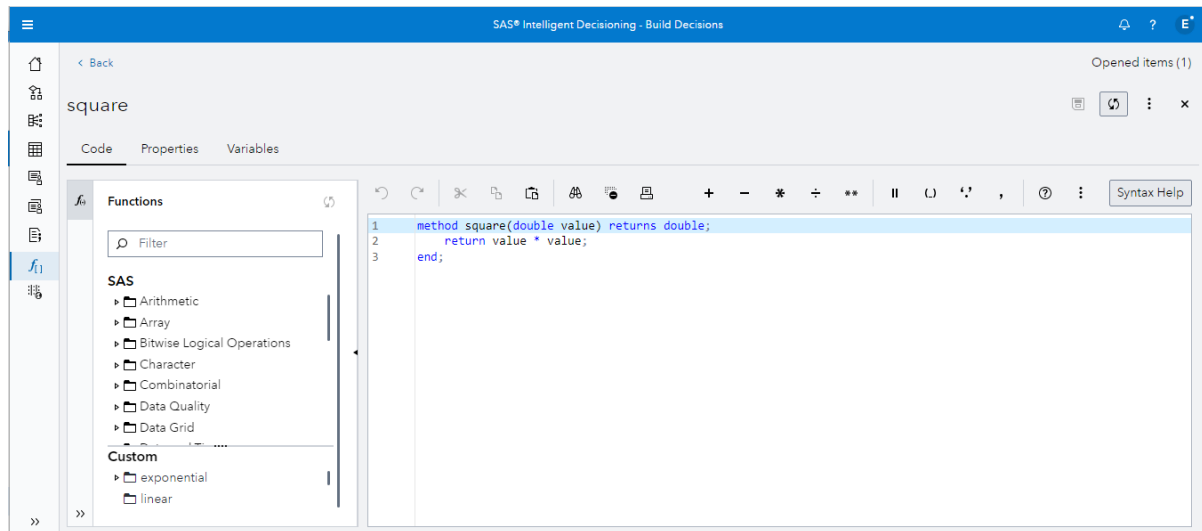 SAS® Intelligent Decisioning - Build Decisions
?
E
< Back
Opened items (1)
square
Code Properties Variables
Functions
Syntax Help
Filter
1 method square(double value) returns double;
2 return value * value;
3 end;
SAS
Arithmetic
Array
Bitwise Logical Operations
Character
Combinatorial
Data Quality
Data Grid
Custom
exponential
linear